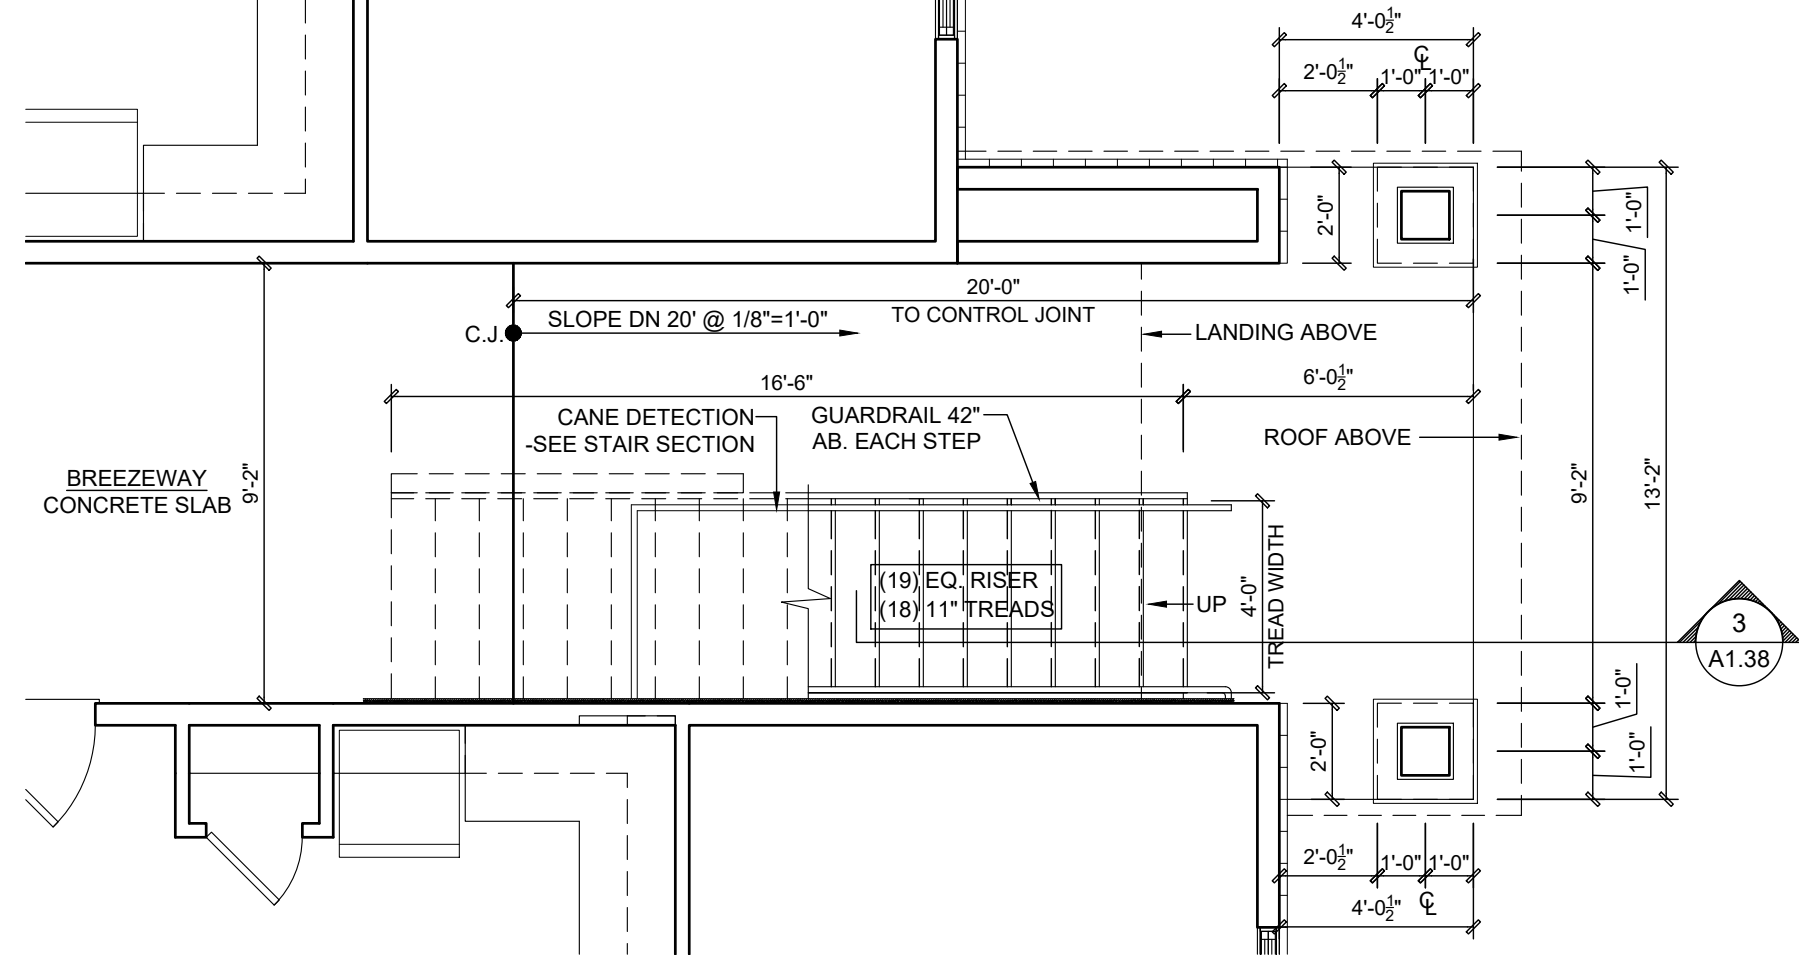 4'-0½"
℄
2'-0½"
1'-0"
1'-0"
2'-0"
1'-0"
1'-0"
20'-0"
TO CONTROL JOINT
SLOPE DN 20' @ 1/8"=1'-0"
C.J.
LANDING ABOVE
16'-6"
6'-0½"
CANE DETECTION
-SEE STAIR SECTION
GUARDRAIL 42"
AB. EACH STEP
ROOF ABOVE
BREEZEWAY
CONCRETE SLAB
9'-2"
9'-2"
13'-2"
(19) EQ. RISER
(18) 11" TREADS
UP
4'-0"
TREAD WIDTH
3
A1.38
2'-0"
1'-0"
1'-0"
2'-0½"
1'-0"
1'-0"
4'-0½"
℄